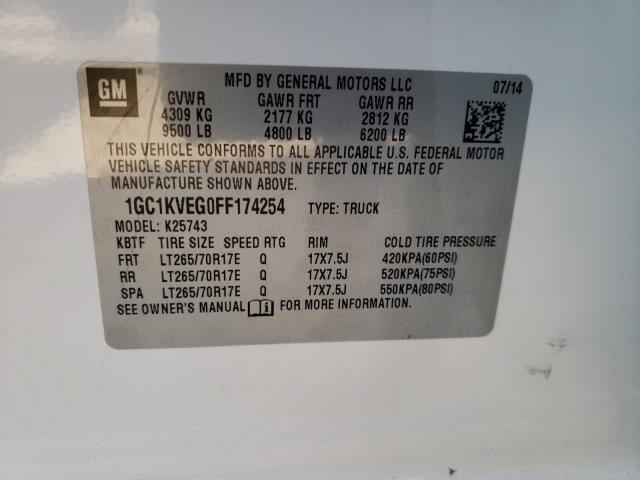 GM
MFD BY GENERAL MOTORS LLC 07/14
GVWR GAWR FRT GAWR RR
4309 KG 2177 KG 2812 KG
9500 LB 4800 LB 6200 LB
THIS VEHICLE CONFORMS TO ALL APPLICABLE U.S. FEDERAL MOTOR
VEHICLE SAFETY STANDARDS IN EFFECT ON THE DATE OF
MANUFACTURE SHOWN ABOVE.
1GC1KVEG0FF174254 TYPE: TRUCK
MODEL: K25743
KBTF TIRE SIZE SPEED RTG RIM COLD TIRE PRESSURE
FRT LT265/70R17E Q 17X7.5J 420KPA(60PSI)
RR LT265/70R17E Q 17X7.5J 520KPA(75PSI)
SPA LT265/70R17E Q 17X7.5J 550KPA(80PSI)
SEE OWNER'S MANUAL FOR MORE INFORMATION.